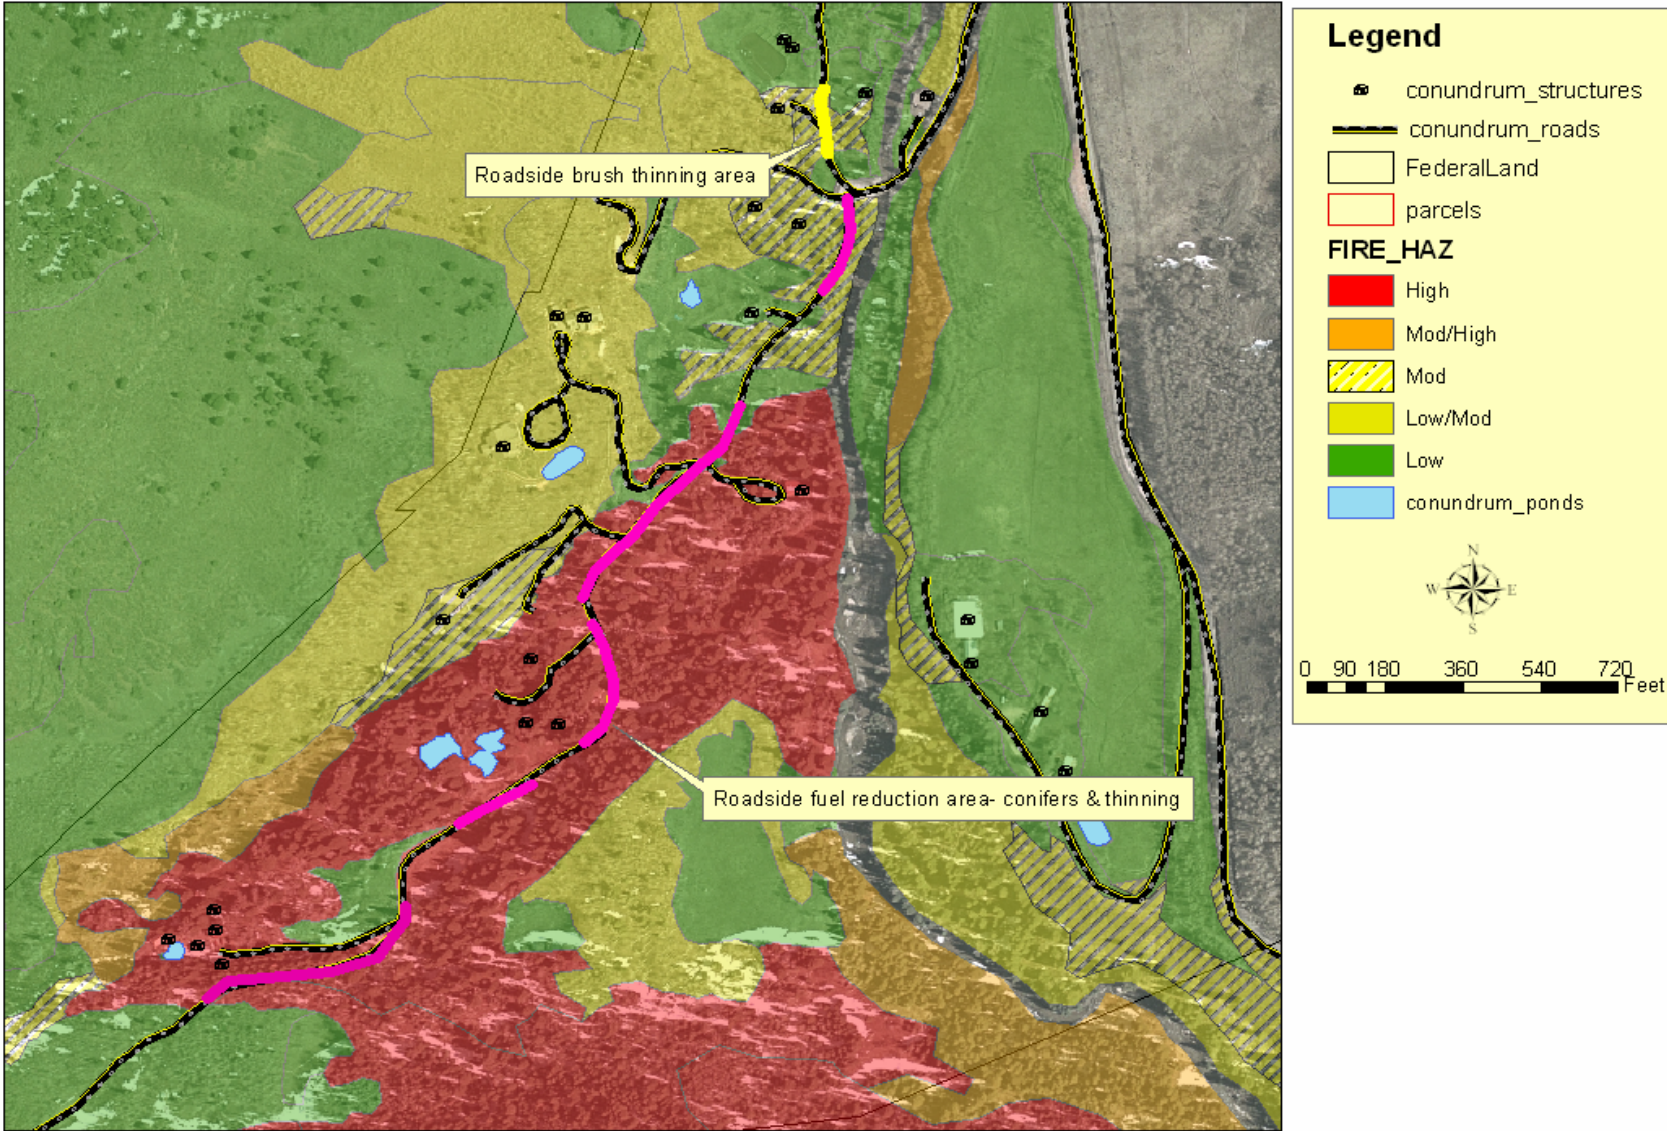 Roadside brush thinning area
Roadside fuel reduction area- conifers & thinning
Legend
conundrum_structures
conundrum_roads
FederalLand
parcels
FIRE_HAZ
High
Mod/High
Mod
Low/Mod
Low
conundrum_ponds
N
W E
S
0 90 180 360 540 720
Feet